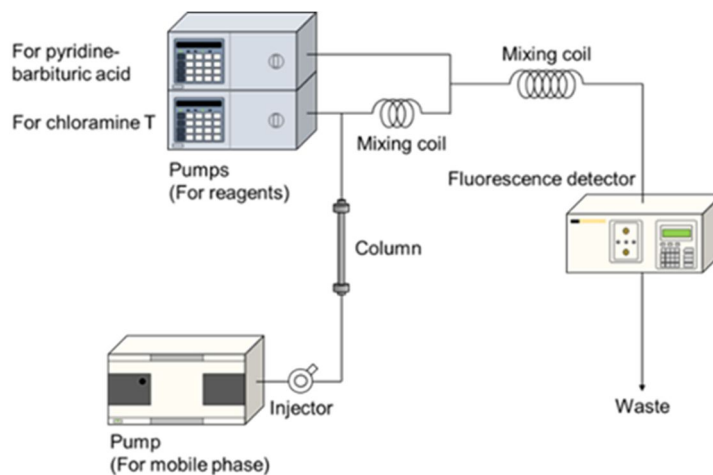 For pyridine-
barbituric acid
For chloramine T
Pumps
(For reagents)
Mixing coil
Mixing coil
Fluorescence detector
Column
Injector
Pump
(For mobile phase)
Waste